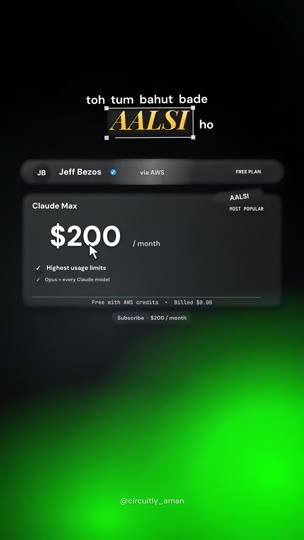 toh tum bahut bade
AALSI ho
JB Jeff Bezos via AWS FREE PLAN
AALSI
Claude Max MOST POPULAR
$200 / month
✓ Highest usage limits
✓ Opus + every Claude model
Free with AWS credits • Billed $0.00
Subscribe - $200 / month
@circuitly_aman